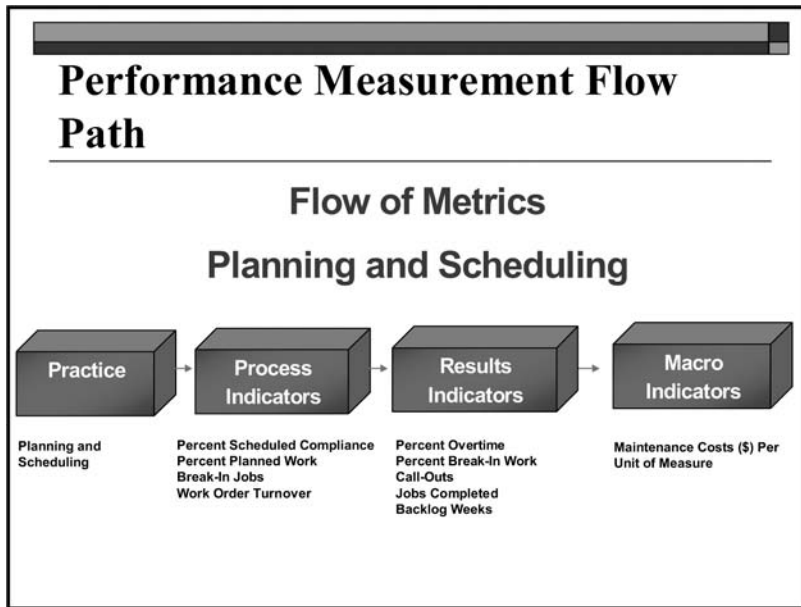 Performance Measurement Flow
Path
Flow of Metrics
Planning and Scheduling
Practice
Planning and
Scheduling
Process
Indicators
Percent Scheduled Compliance
Percent Planned Work
Break-In Jobs
Work Order Turnover
Results
Indicators
Percent Overtime
Percent Break-In Work
Call-Outs
Jobs Completed
Backlog Weeks
Macro
Indicators
Maintenance Costs ($) Per
Unit of Measure